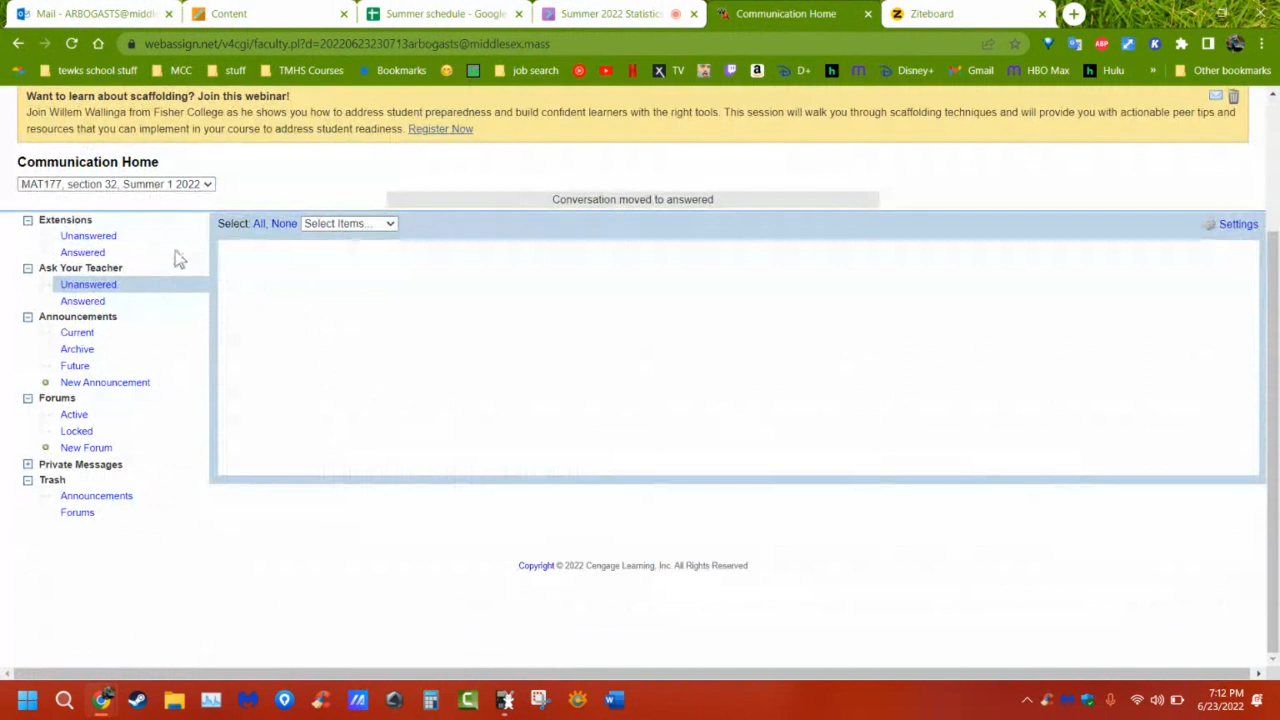 Mail - ARBOGASTS@middl
Content
Summer schedule - Google
Summer 2022 Statistics
Communication Home
Ziteboard
webassign.net/v4cgi/faculty.pl?d=20220623230713arbogasts@middlesex.mass
tewks school stuff
MCC
stuff
TMHS Courses
Bookmarks
job search
TV
D+
Disney+
Gmail
HBO Max
Hulu
»
Other bookmarks
Want to learn about scaffolding? Join this webinar!
Join Willem Wallinga from Fisher College as he shows you how to address student preparedness and build confident learners with the right tools. This session will walk you through scaffolding techniques and will provide you with actionable peer tips and
resources that you can implement in your course to address student readiness. Register Now
Communication Home
MAT177, section 32, Summer 1 2022
Conversation moved to answered
Extensions
Unanswered
Answered
Ask Your Teacher
Unanswered
Answered
Announcements
Current
Archive
Future
New Announcement
Forums
Active
Locked
New Forum
Private Messages
Trash
Announcements
Forums
Select: All, None Select Items...
Settings
Copyright © 2022 Cengage Learning, Inc. All Rights Reserved
7:12 PM
6/23/2022